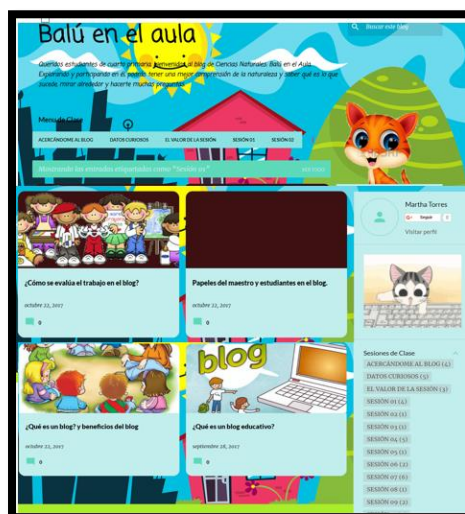 Balú en el aula
Buscar este blog
Queridos estudiantes de cuarto primaria bienvenidos al blog de Ciencias Naturales: Balú en el Aula.
Explorando y participando en él, podrán tener una mejor comprensión de la naturaleza y saber qué es lo que
sucede, mirar alrededor y hacerte muchas preguntas.
Menú de Clase
ACERCÁNDOME AL BLOG
DATOS CURIOSOS
EL VALOR DE LA SESIÓN
SESIÓN 01
SESIÓN 02
Mostrando las entradas etiquetadas como "Sesión 01"
VER TODO
¿Cómo se evalúa el trabajo en el blog?
octubre 22, 2017
0
Papeles del maestro y estudiantes en el blog.
octubre 22, 2017
0
¿Qué es un blog? y beneficios del blog
octubre 22, 2017
0
blog
¿Qué es un blog educativo?
septiembre 28, 2017
0
Martha Torres
Seguir
Visitar perfil
Sesiones de Clase
ACERCÁNDOME AL BLOG (4)
DATOS CURIOSOS (5)
EL VALOR DE LA SESIÓN (3)
SESIÓN 01 (4)
SESIÓN 02 (1)
SESIÓN 03 (1)
SESIÓN 04 (3)
SESIÓN 05 (1)
SESIÓN 06 (2)
SESIÓN 07 (6)
SESIÓN 08 (1)
SESIÓN 09 (2)